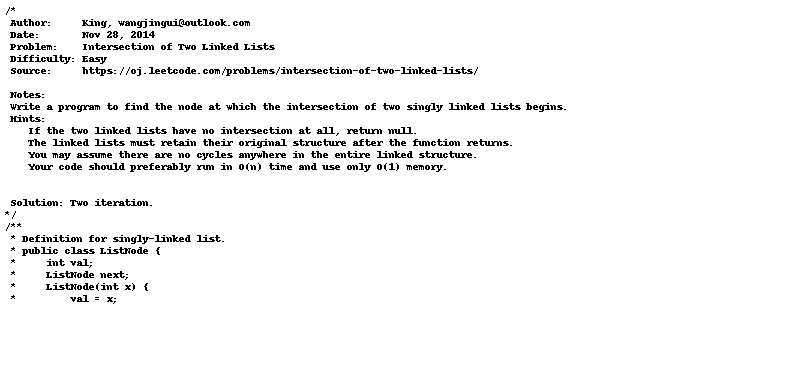 /*
 Author:     King, wangjingui@outlook.com
 Date:       Nov 28, 2014
 Problem:    Intersection of Two Linked Lists
 Difficulty: Easy
 Source:     https://oj.leetcode.com/problems/intersection-of-two-linked-lists/

 Notes:
 Write a program to find the node at which the intersection of two singly linked lists begins.
 Hints:
    If the two linked lists have no intersection at all, return null.
    The linked lists must retain their original structure after the function returns.
    You may assume there are no cycles anywhere in the entire linked structure.
    Your code should preferably run in O(n) time and use only O(1) memory.


 Solution: Two iteration.
*/
/**
 * Definition for singly-linked list.
 * public class ListNode {
 *     int val;
 *     ListNode next;
 *     ListNode(int x) {
 *         val = x;